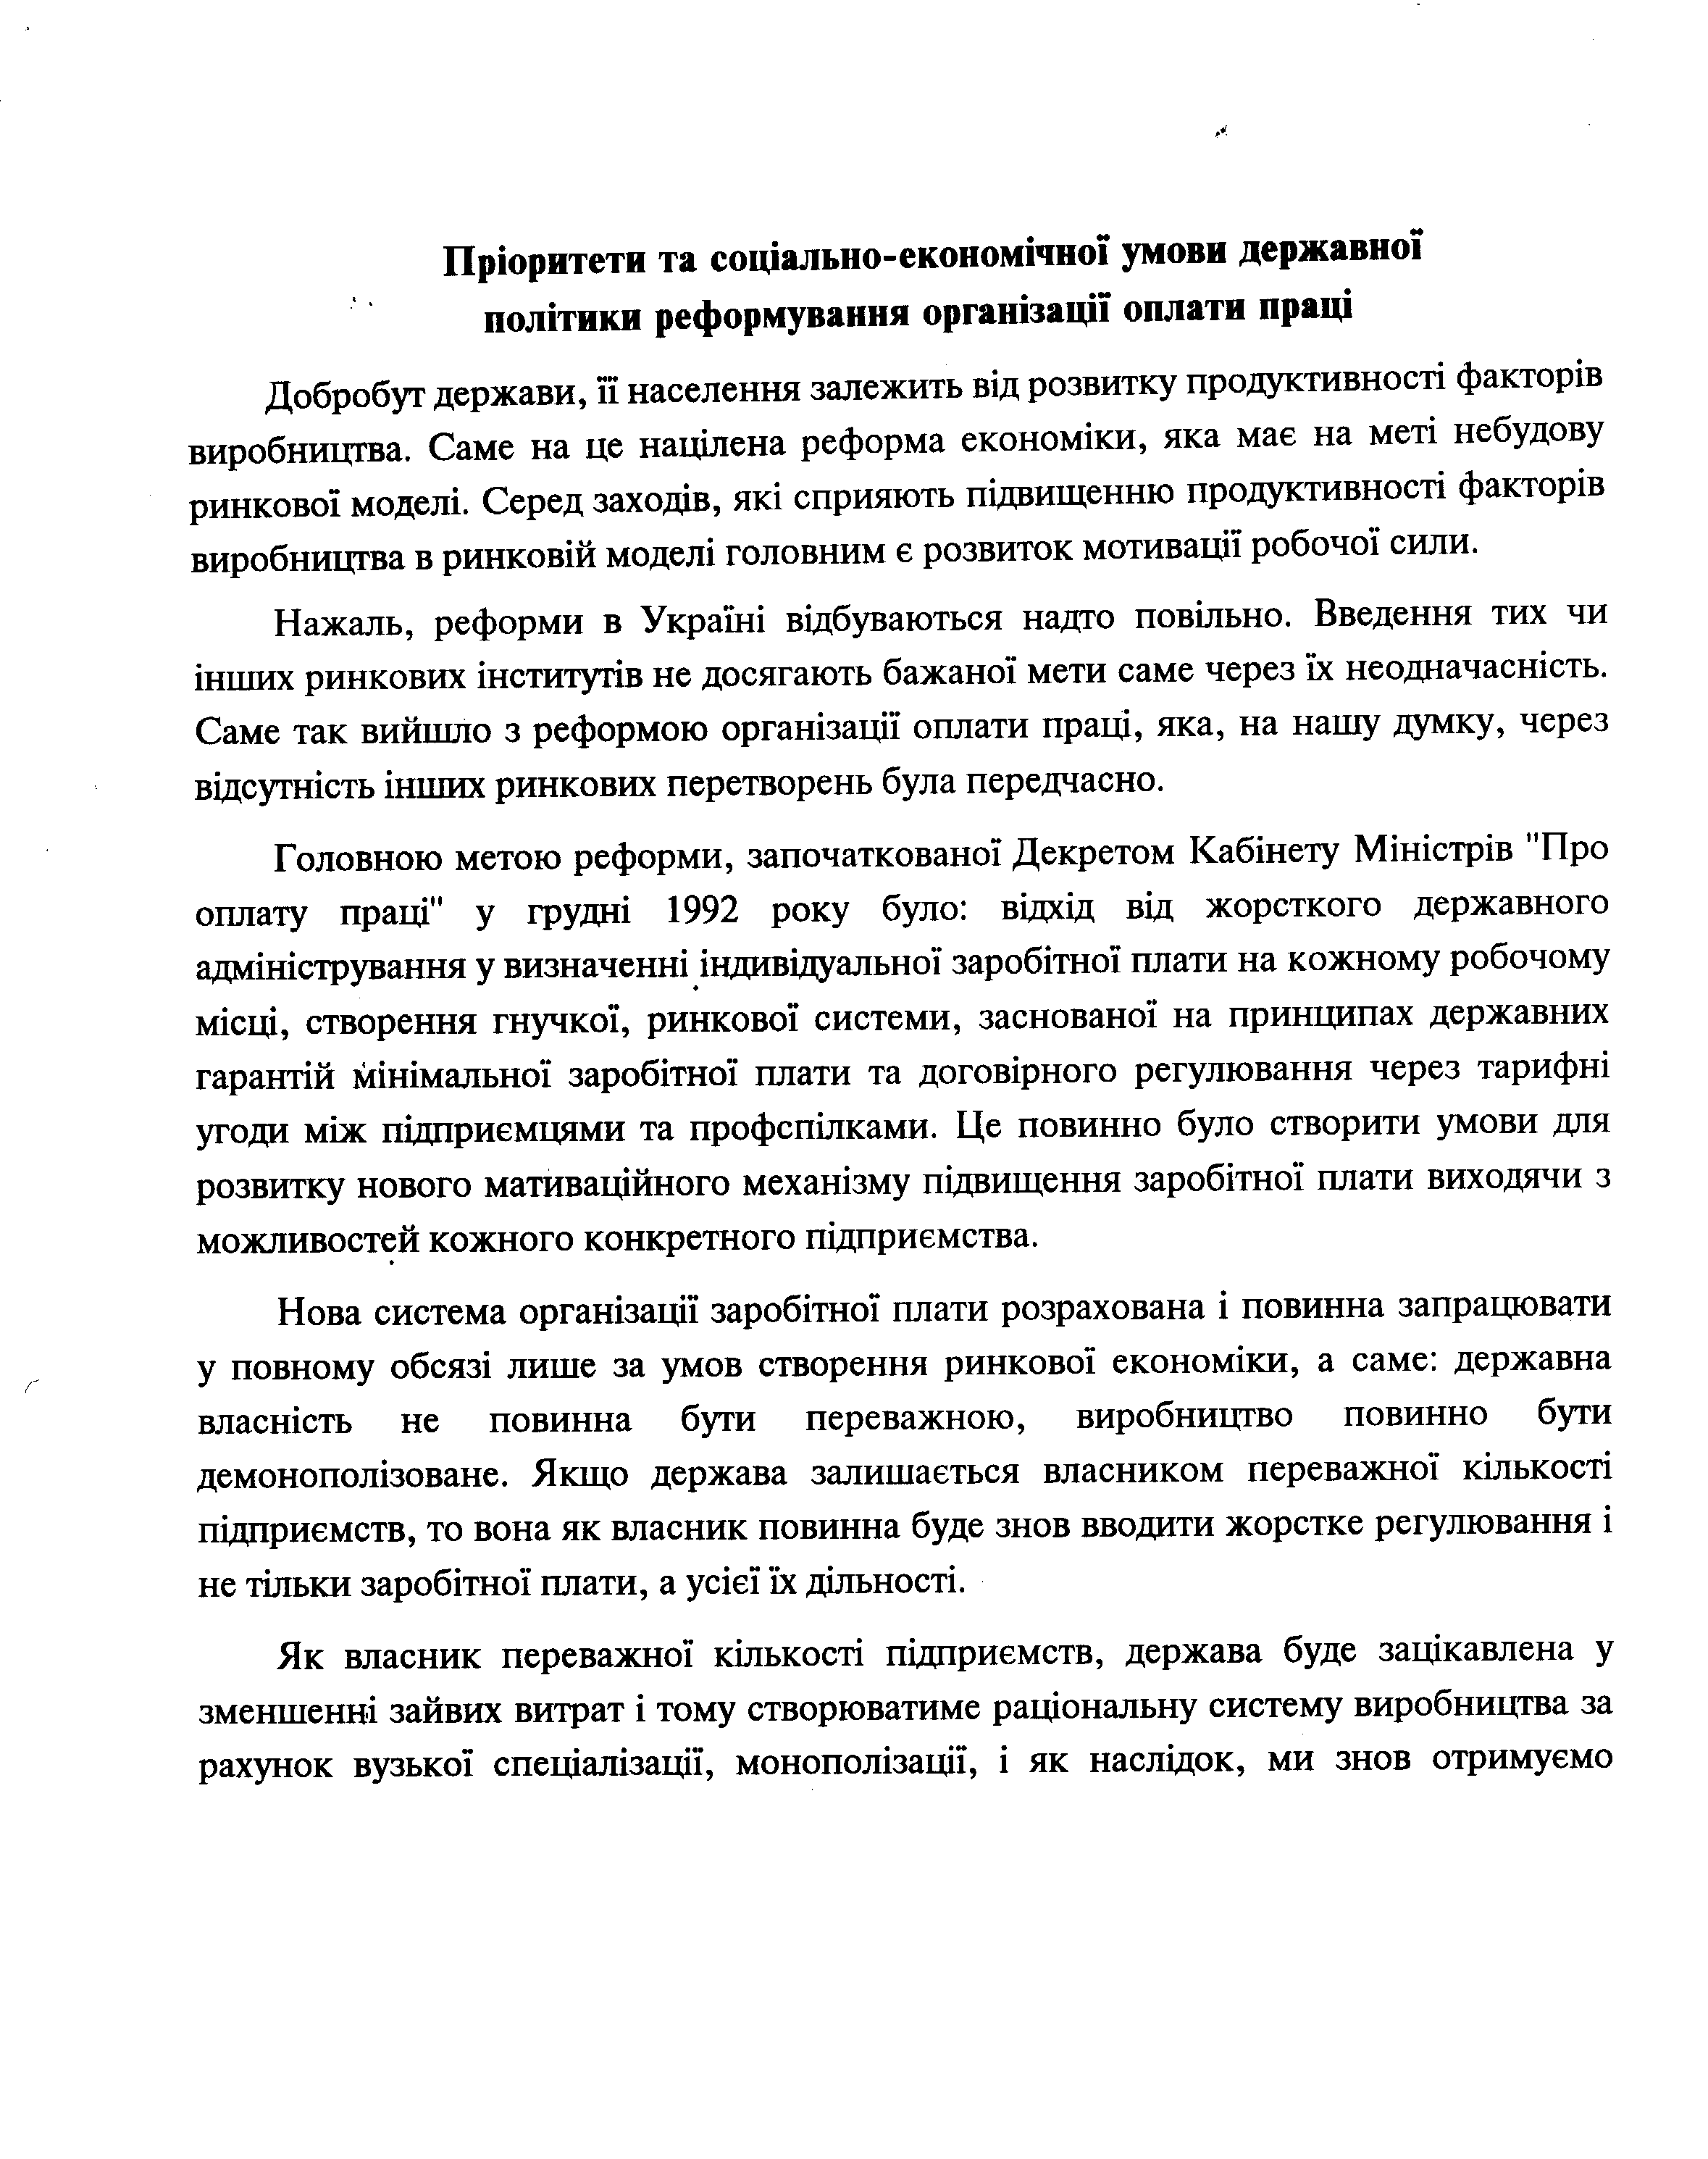 Пріоритети та соціально-економічної умови державної
політики реформування організації оплати праці
Добробут держави, її населення залежить від розвитку продуктивності факторів
виробництва. Саме на це націлена реформа економіки, яка має на меті небудову
ринкової моделі. Серед заходів, які сприяють підвищенню продуктивності факторів
виробництва в ринковій моделі головним є розвиток мотивації робочої сили.
Нажаль, реформи в Україні відбуваються надто повільно. Введення тих чи
інших ринкових інститутів не досягають бажаної мети саме через їх неодначасність.
Саме так вийшло з реформою організації оплати праці, яка, на нашу думку, через
відсутність інших ринкових перетворень була передчасно.
Головною метою реформи, започаткованої Декретом Кабінету Міністрів "Про
оплату праці" у грудні 1992 року було: відхід від жорсткого державного
адміністрування у визначенні індивідуальної заробітної плати на кожному робочому
місці, створення гнучкої, ринкової системи, заснованої на принципах державних
гарантій мінімальної заробітної плати та договірного регулювання через тарифні
угоди між підприємцями та профспілками. Це повинно було створити умови для
розвитку нового мативаційного механізму підвищення заробітної плати виходячи з
можливостей кожного конкретного підприємства.
Нова система організації заробітної плати розрахована і повинна запрацювати
у повному обсязі лише за умов створення ринкової економіки, а саме: державна
власність не повинна бути переважною, виробництво повинно бути
демонополізоване. Якщо держава залишається власником переважної кількості
підприємств, то вона як власник повинна буде знов вводити жорстке регулювання і
не тільки заробітної плати, а усієї їх дільності.
Як власник переважної кількості підприємств, держава буде зацікавлена у
зменшенні зайвих витрат і тому створюватиме раціональну систему виробництва за
рахунок вузької спеціалізації, монополізації, і як наслідок, ми знов отримуємо